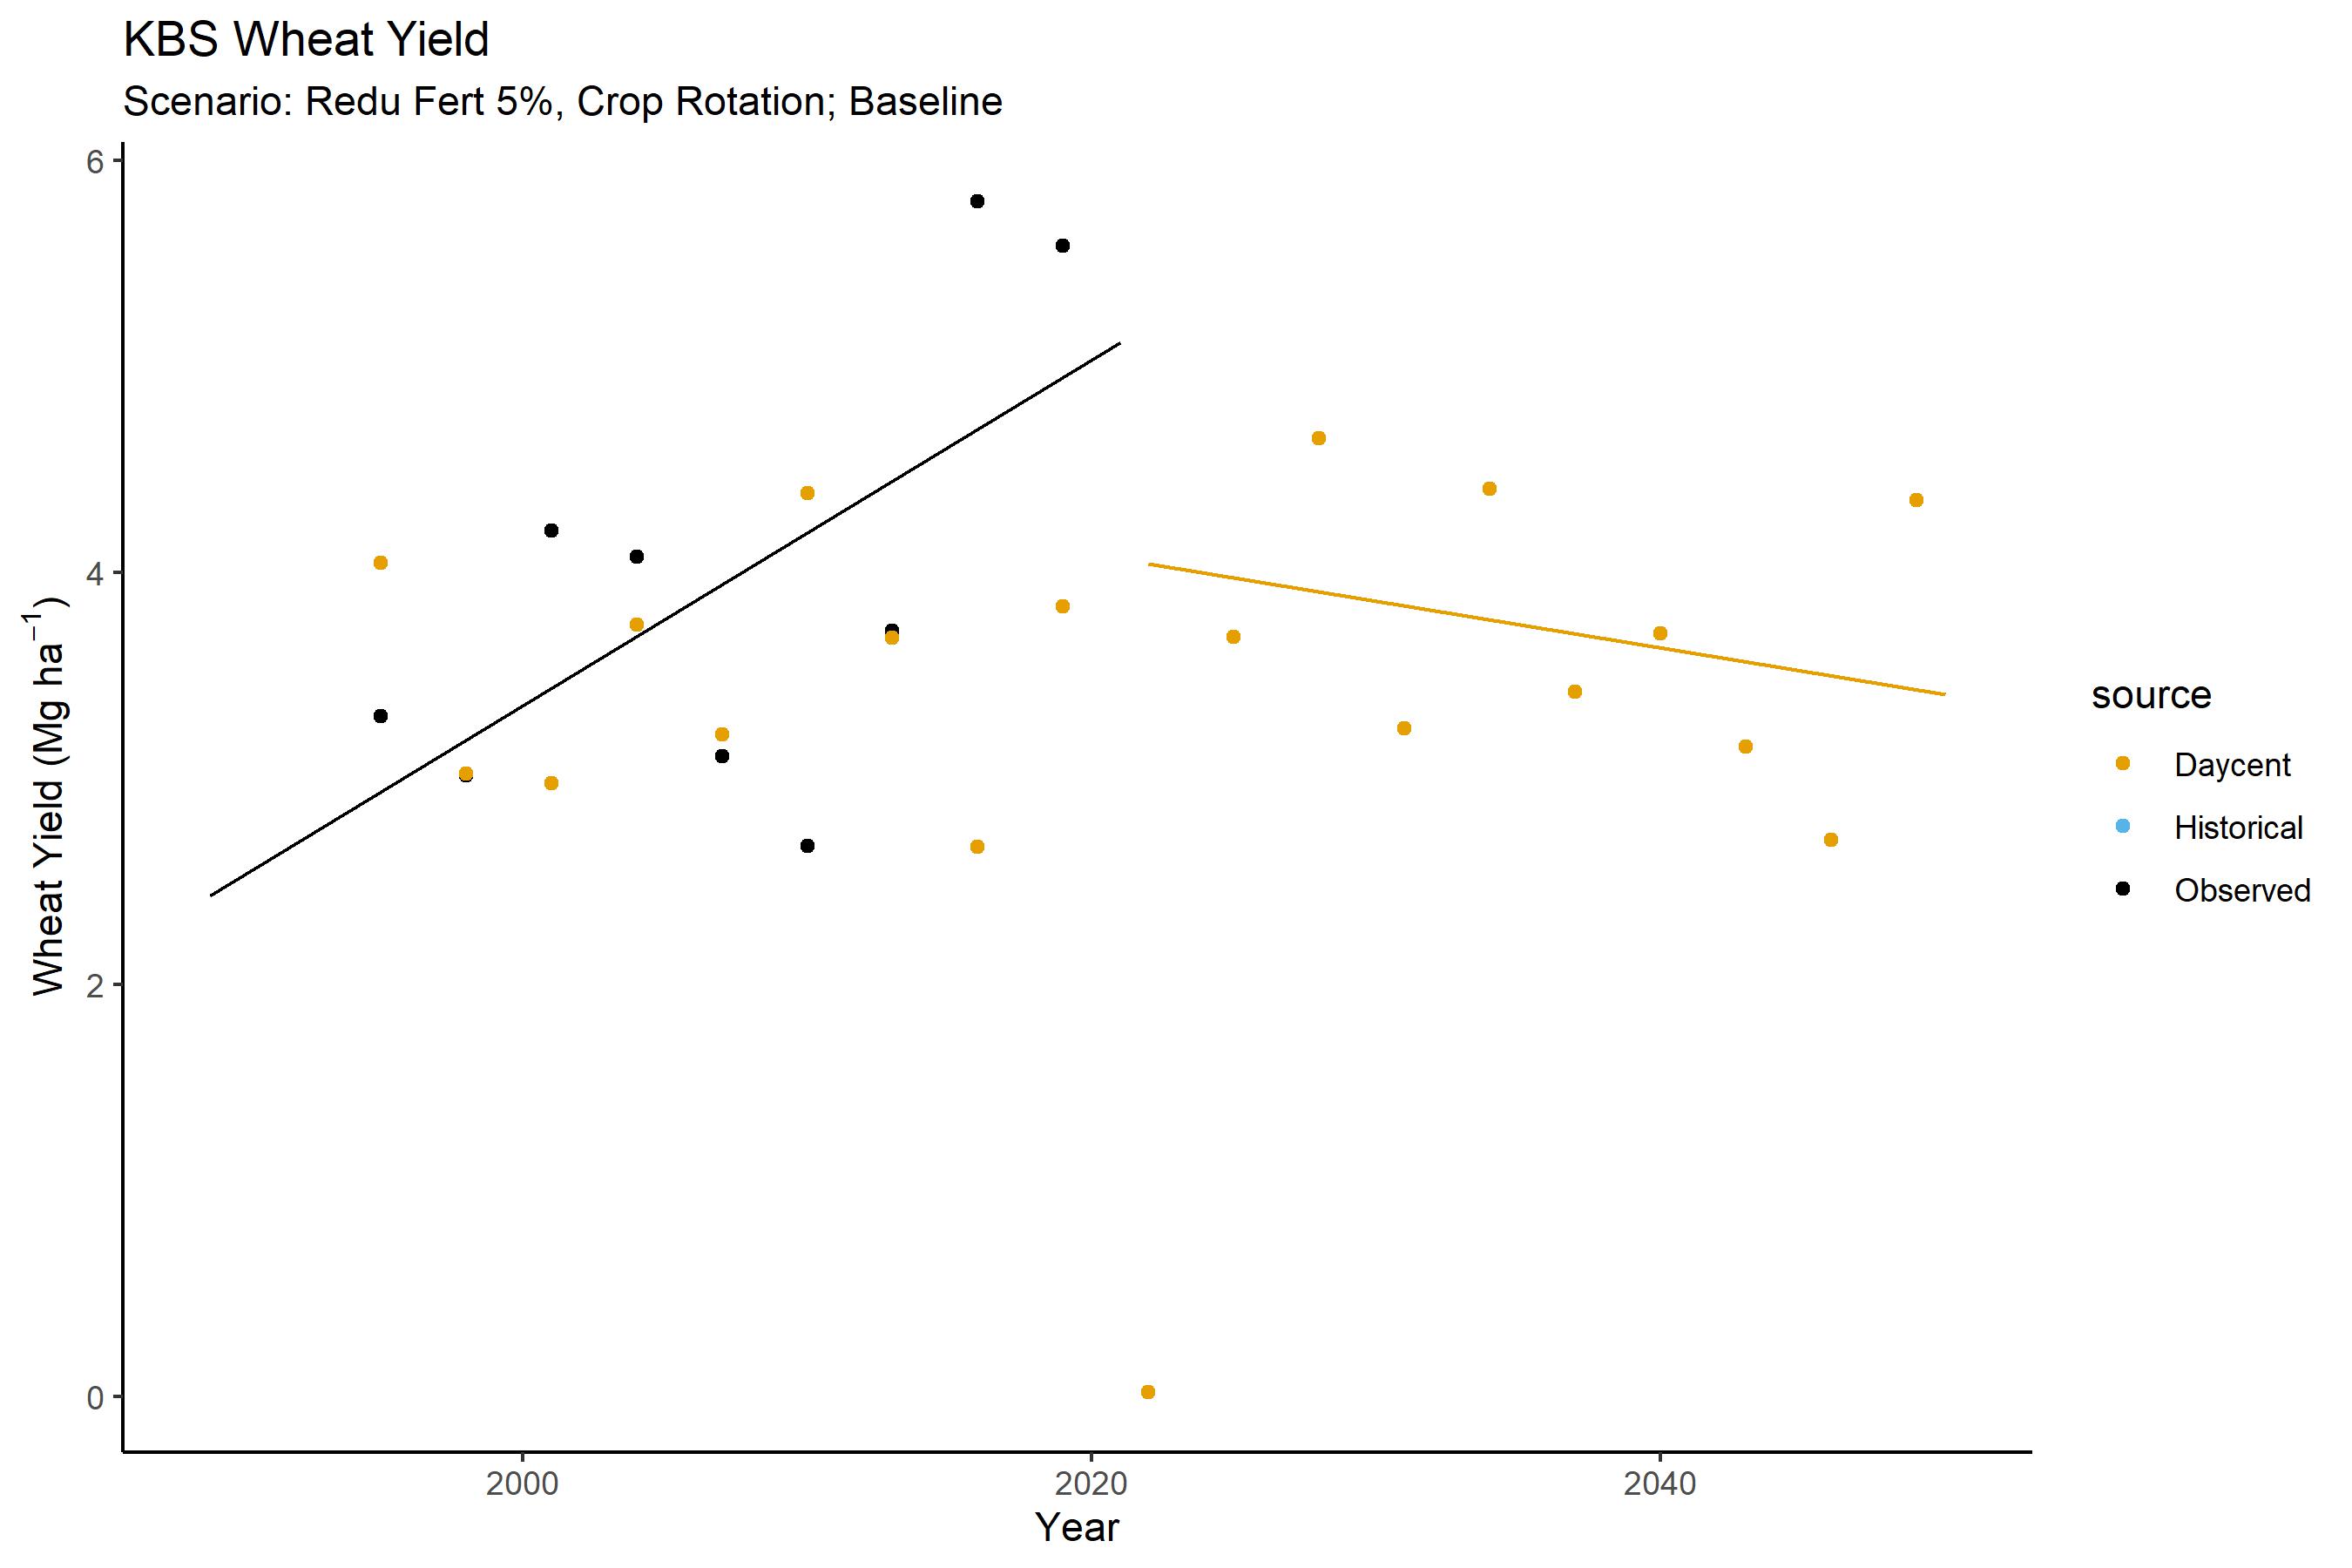 KBS Wheat Yield
Scenario: Redu Fert 5%, Crop Rotation; Baseline
6
4
2
0
Wheat Yield (Mg ha⁻¹)
2000 2020 2040
Year
source
Daycent
Historical
Observed